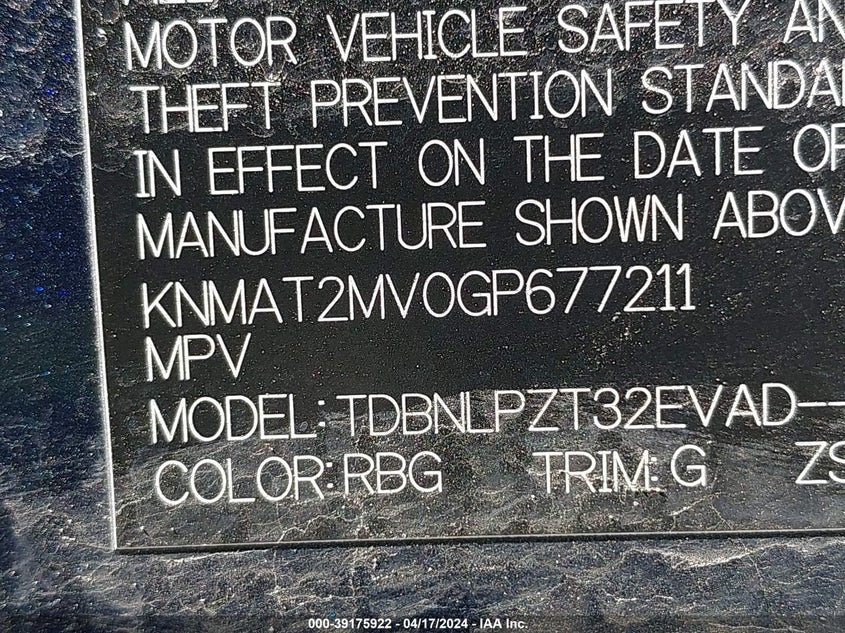 MOTOR VEHICLE SAFETY AN
THEFT PREVENTION STANDA
IN EFFECT ON THE DATE OF
MANUFACTURE SHOWN ABOV
KNMAT2MV0GP677211
MPV
MODEL:TDBNLPZT32EVAD--
COLOR:RBG TRIM:G ZS
000-39175922 - 04/17/2024 - IAA Inc.